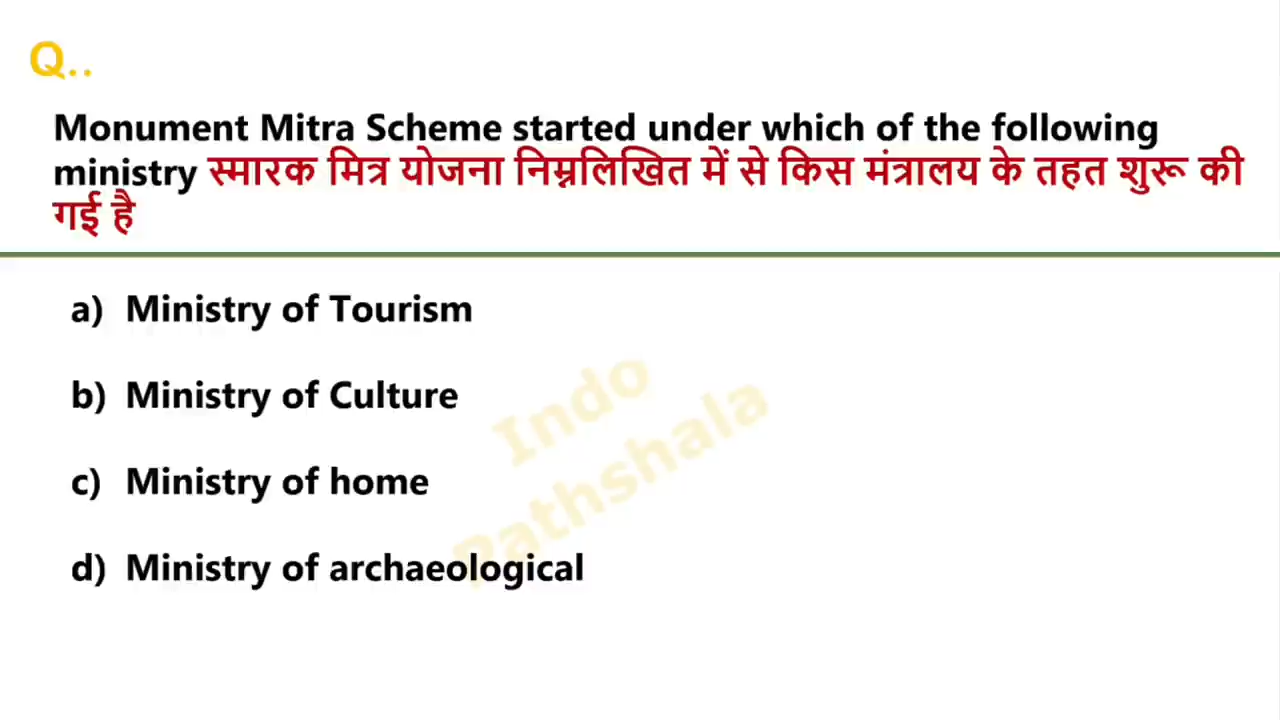 Q..
Monument Mitra Scheme started under which of the following
ministry स्मारक मित्र योजना निम्नलिखित में से किस मंत्रालय के तहत शुरू की
गई है
a) Ministry of Tourism
b) Ministry of Culture
c) Ministry of home
d) Ministry of archaeological
Indo
Pathshala